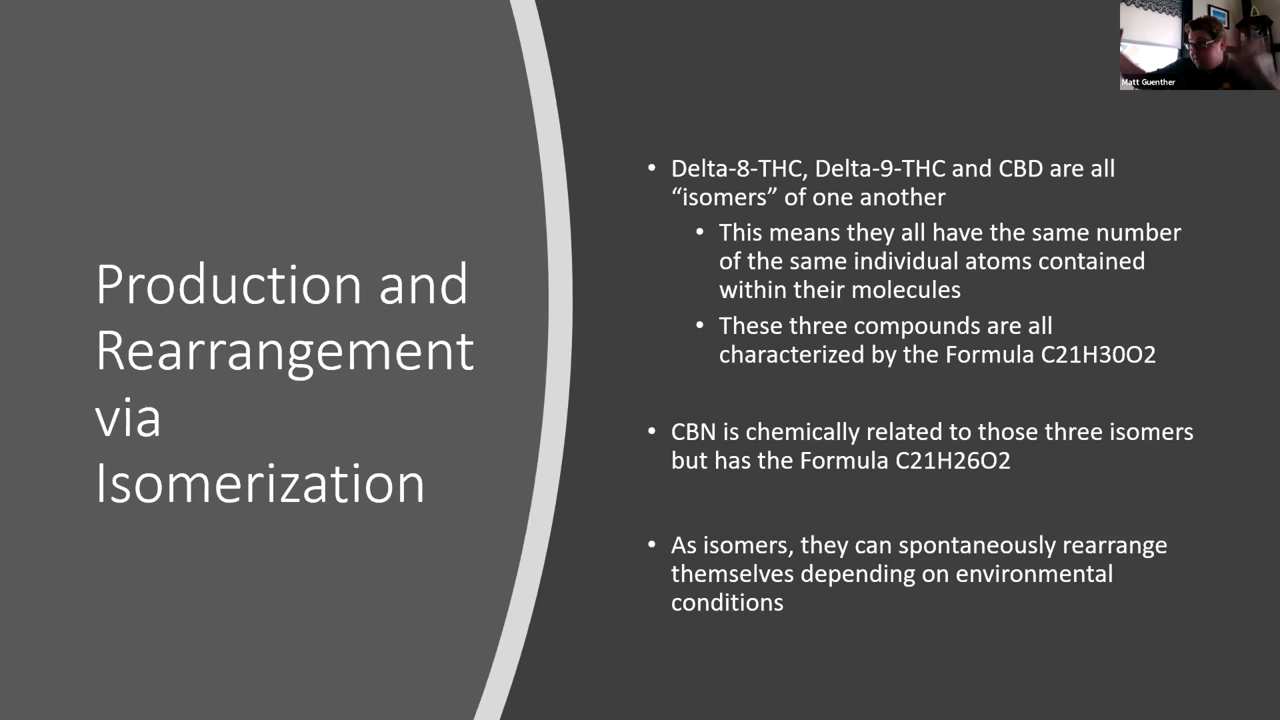 Production and
Rearrangement
via
Isomerization
• Delta-8-THC, Delta-9-THC and CBD are all
“isomers” of one another
• This means they all have the same number
of the same individual atoms contained
within their molecules
• These three compounds are all
characterized by the Formula C21H30O2
• CBN is chemically related to those three isomers
but has the Formula C21H26O2
• As isomers, they can spontaneously rearrange
themselves depending on environmental
conditions
Matt Guenther